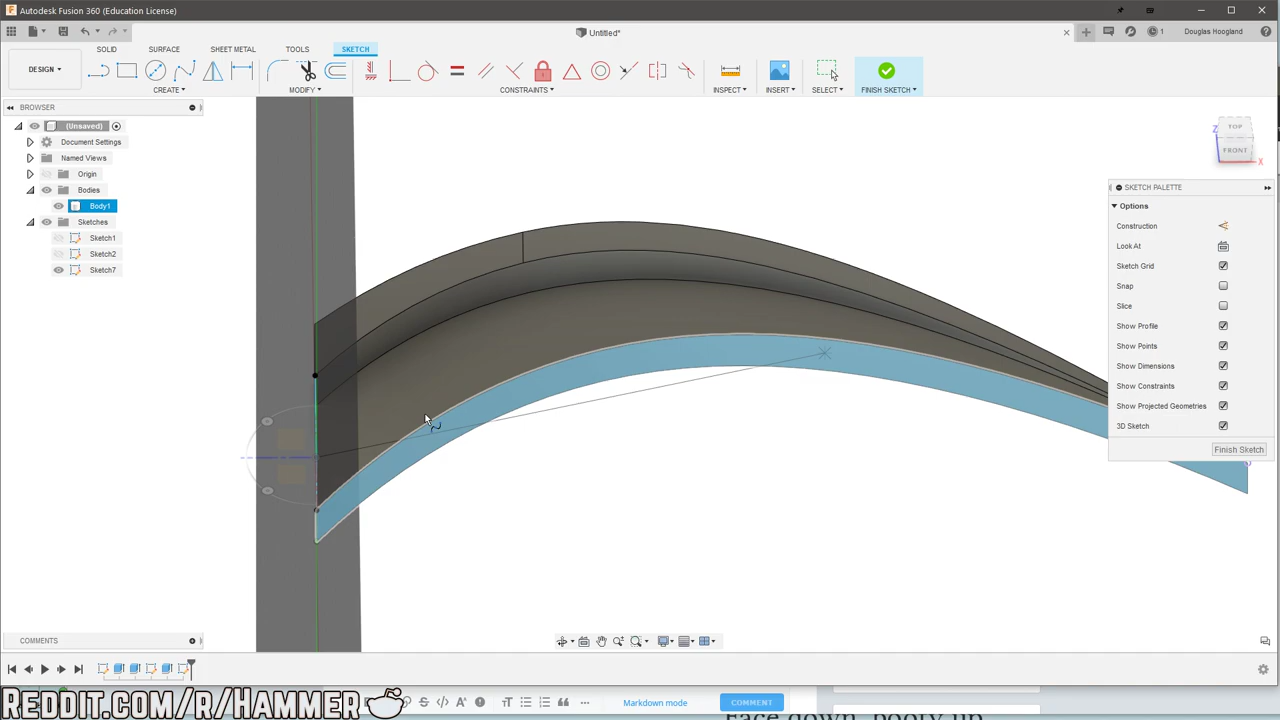 Autodesk Fusion 360 (Education License)
Untitled*
1
Douglas Hoogland
DESIGN
SOLID
SURFACE
SHEET METAL
TOOLS
SKETCH
CREATE
MODIFY
CONSTRAINTS
INSPECT
INSERT
SELECT
FINISH SKETCH
BROWSER
(Unsaved)
Document Settings
Named Views
Origin
Bodies
Body1
Sketches
Sketch1
Sketch2
Sketch7
TOP
FRONT
Z
X
SKETCH PALETTE
Options
Construction
Look At
Sketch Grid
Snap
Slice
Show Profile
Show Points
Show Dimensions
Show Constraints
Show Projected Geometries
3D Sketch
Finish Sketch
COMMENTS
Reddit.com/r/Hammer
Markdown mode
COMMENT